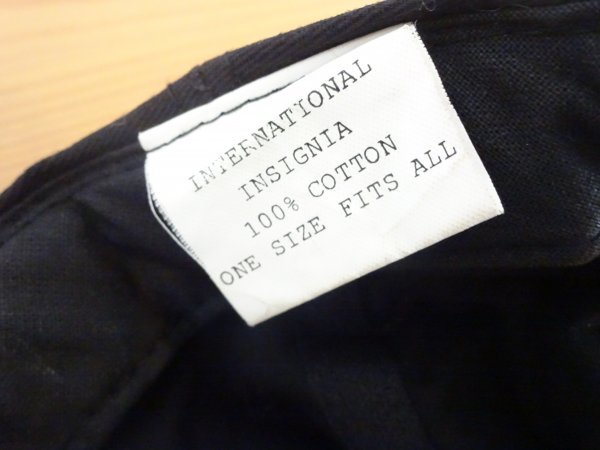 INTERNATIONAL
INSIGNIA
100% COTTON
ONE SIZE FITS ALL